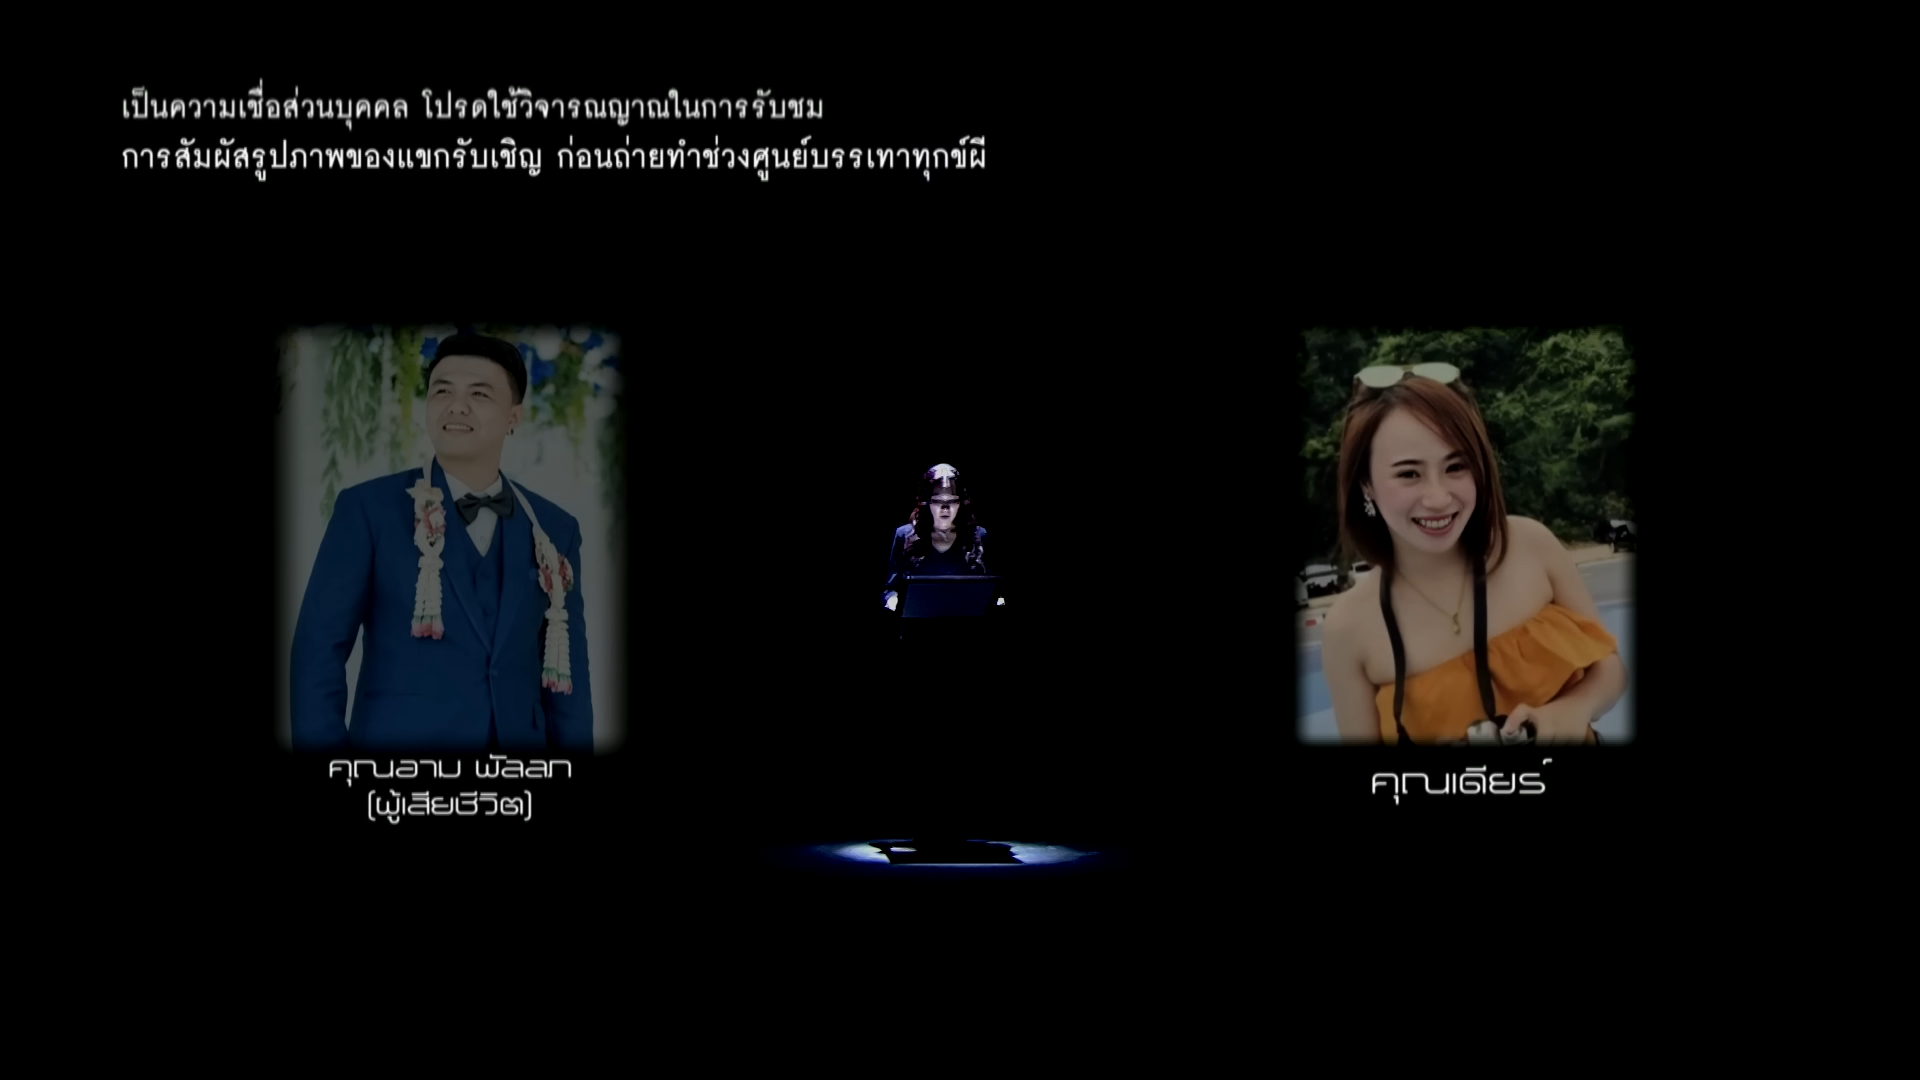 เป็นความเชื่อส่วนบุคคล โปรดใช้วิจารณญาณในการรับชม
การสัมผัสรูปภาพของแขกรับเชิญ ก่อนถ่ายทำช่วงศูนย์บรรเทาทุกข์ผี
คุณอาม พัลลภ
(ผู้เสียชีวิต)
คุณเดียร์